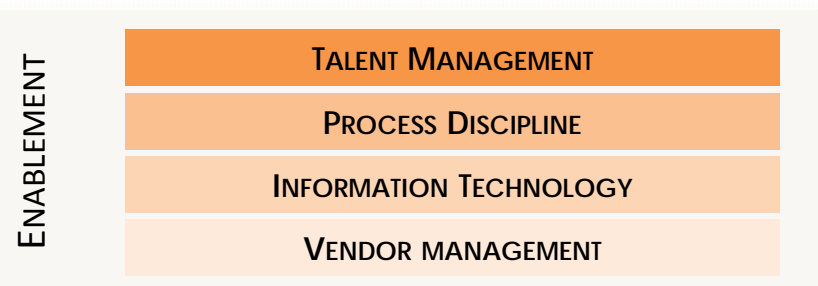 ENABLEMENT
TALENT MANAGEMENT
PROCESS DISCIPLINE
INFORMATION TECHNOLOGY
VENDOR MANAGEMENT